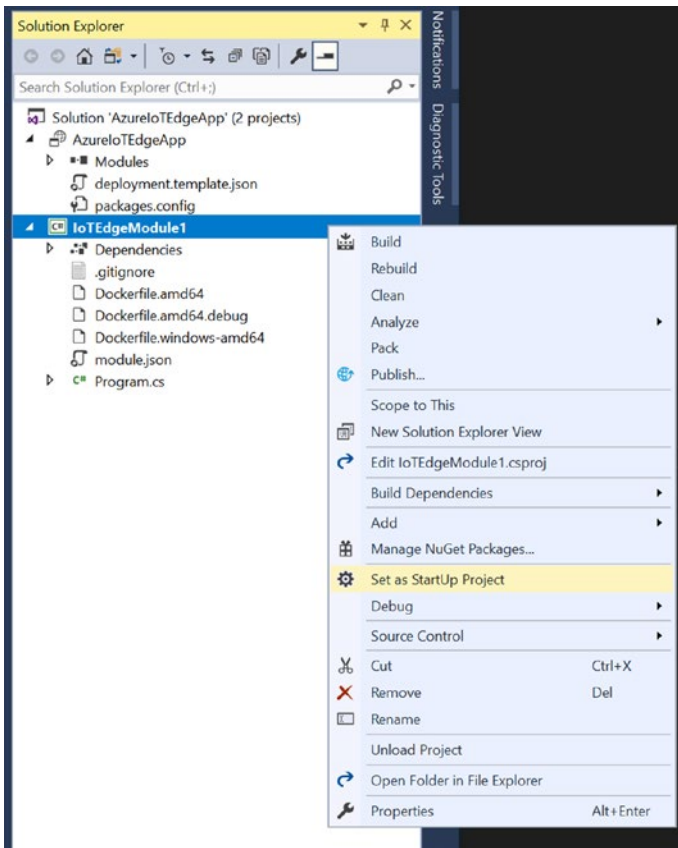 Solution Explorer
Search Solution Explorer (Ctrl+;)
Solution 'AzureIoTEdgeApp' (2 projects)
AzureIoTEdgeApp
Modules
deployment.template.json
packages.config
C# IoTEdgeModule1
Dependencies
.gitignore
Dockerfile.amd64
Dockerfile.amd64.debug
Dockerfile.windows-amd64
module.json
C# Program.cs
Notifications
Diagnostic Tools
Build
Rebuild
Clean
Analyze
Pack
Publish...
Scope to This
New Solution Explorer View
Edit IoTEdgeModule1.csproj
Build Dependencies
Add
Manage NuGet Packages...
Set as StartUp Project
Debug
Source Control
Cut Ctrl+X
Remove Del
Rename
Unload Project
Open Folder in File Explorer
Properties Alt+Enter